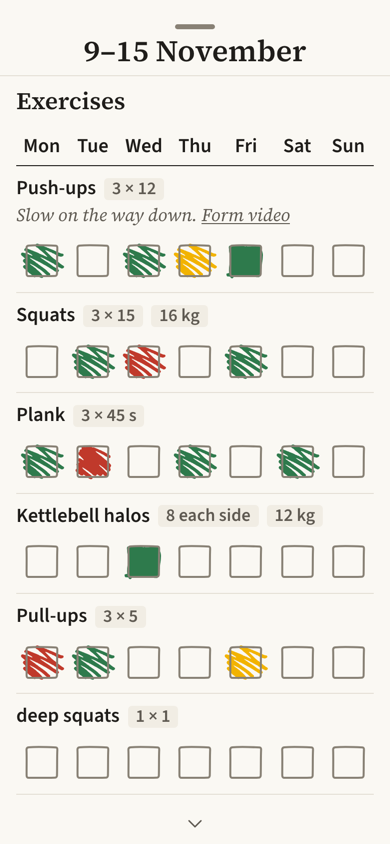 9–15 November
Exercises
Mon Tue Wed Thu Fri Sat Sun
Push-ups 3 × 12
Slow on the way down. Form video
Squats 3 × 15 16 kg
Plank 3 × 45 s
Kettlebell halos 8 each side 12 kg
Pull-ups 3 × 5
deep squats 1 × 1